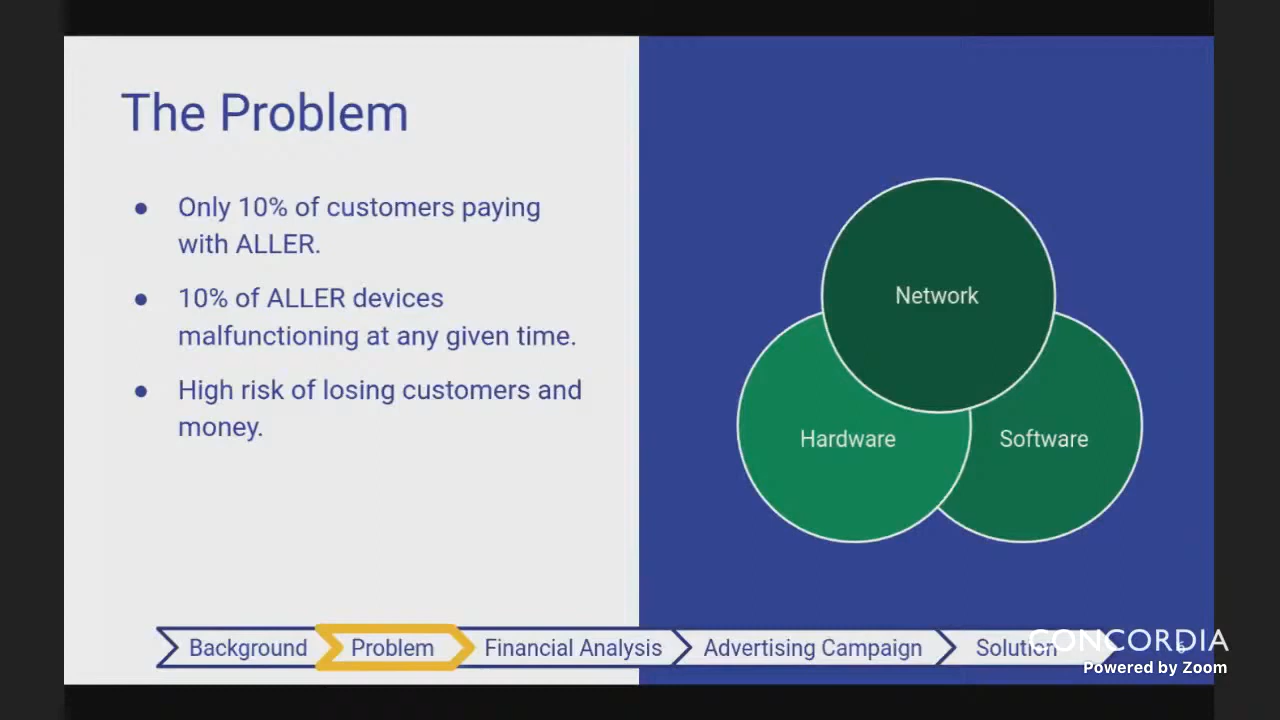 The Problem
● Only 10% of customers paying
with ALLER.
● 10% of ALLER devices
malfunctioning at any given time.
● High risk of losing customers and
money.
Network
Hardware
Software
Background
Problem
Financial Analysis
Advertising Campaign
Solution
6
CONCORDIA
Powered by Zoom